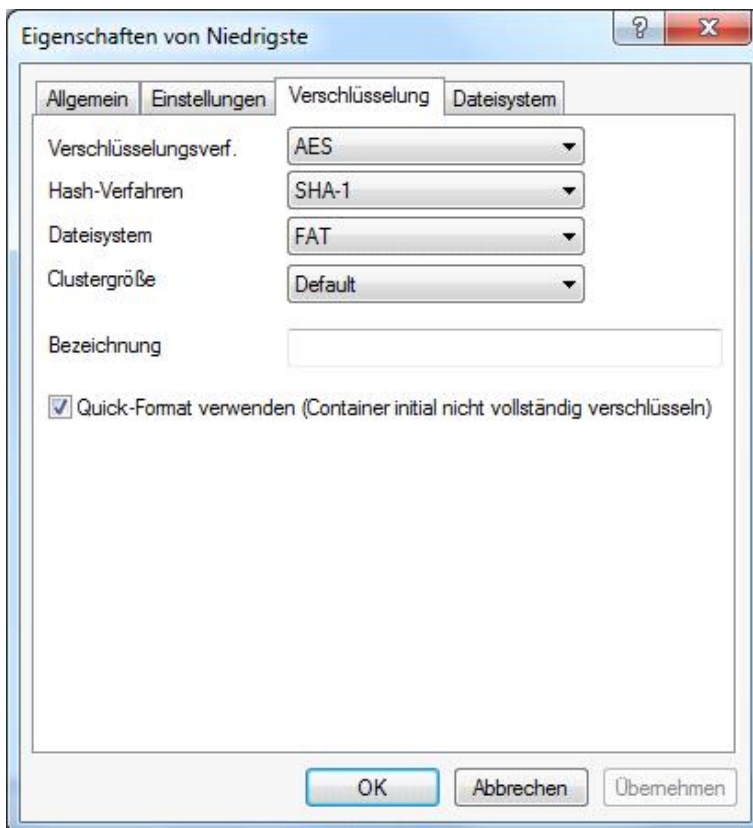 Eigenschaften von Niedrigste
Allgemein Einstellungen Verschlüsselung Dateisystem
Verschlüsselungsverf. AES
Hash-Verfahren SHA-1
Dateisystem FAT
Clustergröße Default
Bezeichnung
Quick-Format verwenden (Container initial nicht vollständig verschlüsseln)
OK Abbrechen Übernehmen